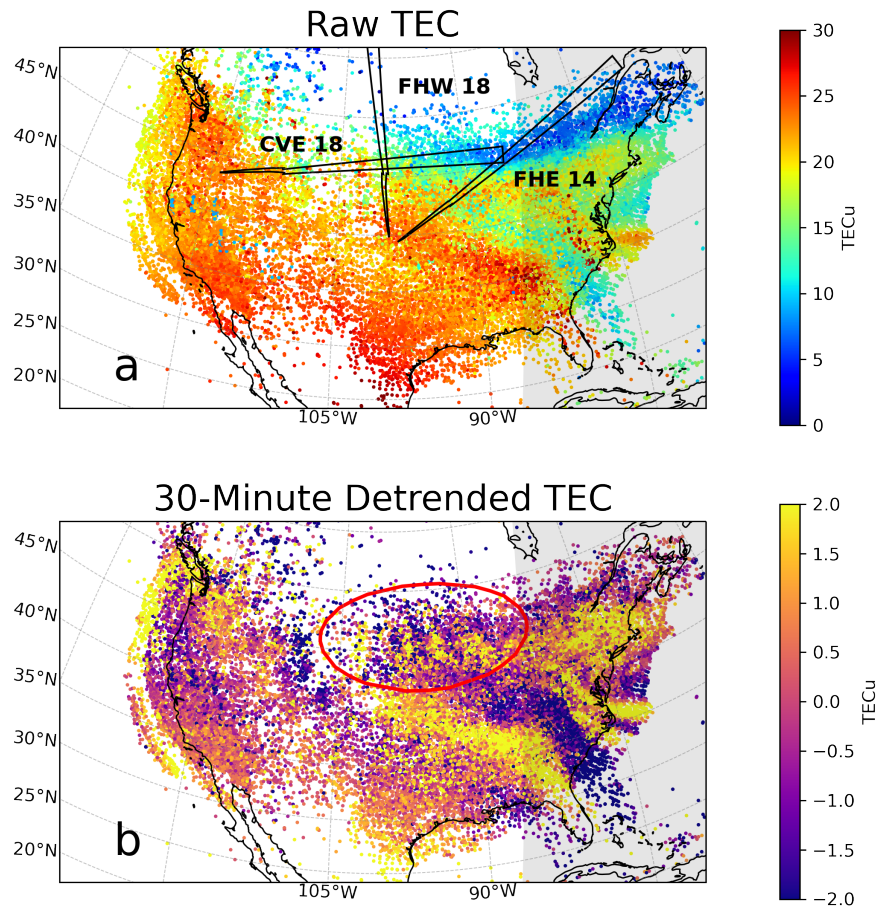 Raw TEC
45°N
40°N
35°N
30°N
25°N
20°N
105°W
90°W
FHW 18
CVE 18
FHE 14
a
30
25
20
15
10
5
0
TECu
30-Minute Detrended TEC
45°N
40°N
35°N
30°N
25°N
20°N
105°W
90°W
b
2.0
1.5
1.0
0.5
0.0
−0.5
−1.0
−1.5
−2.0
TECu